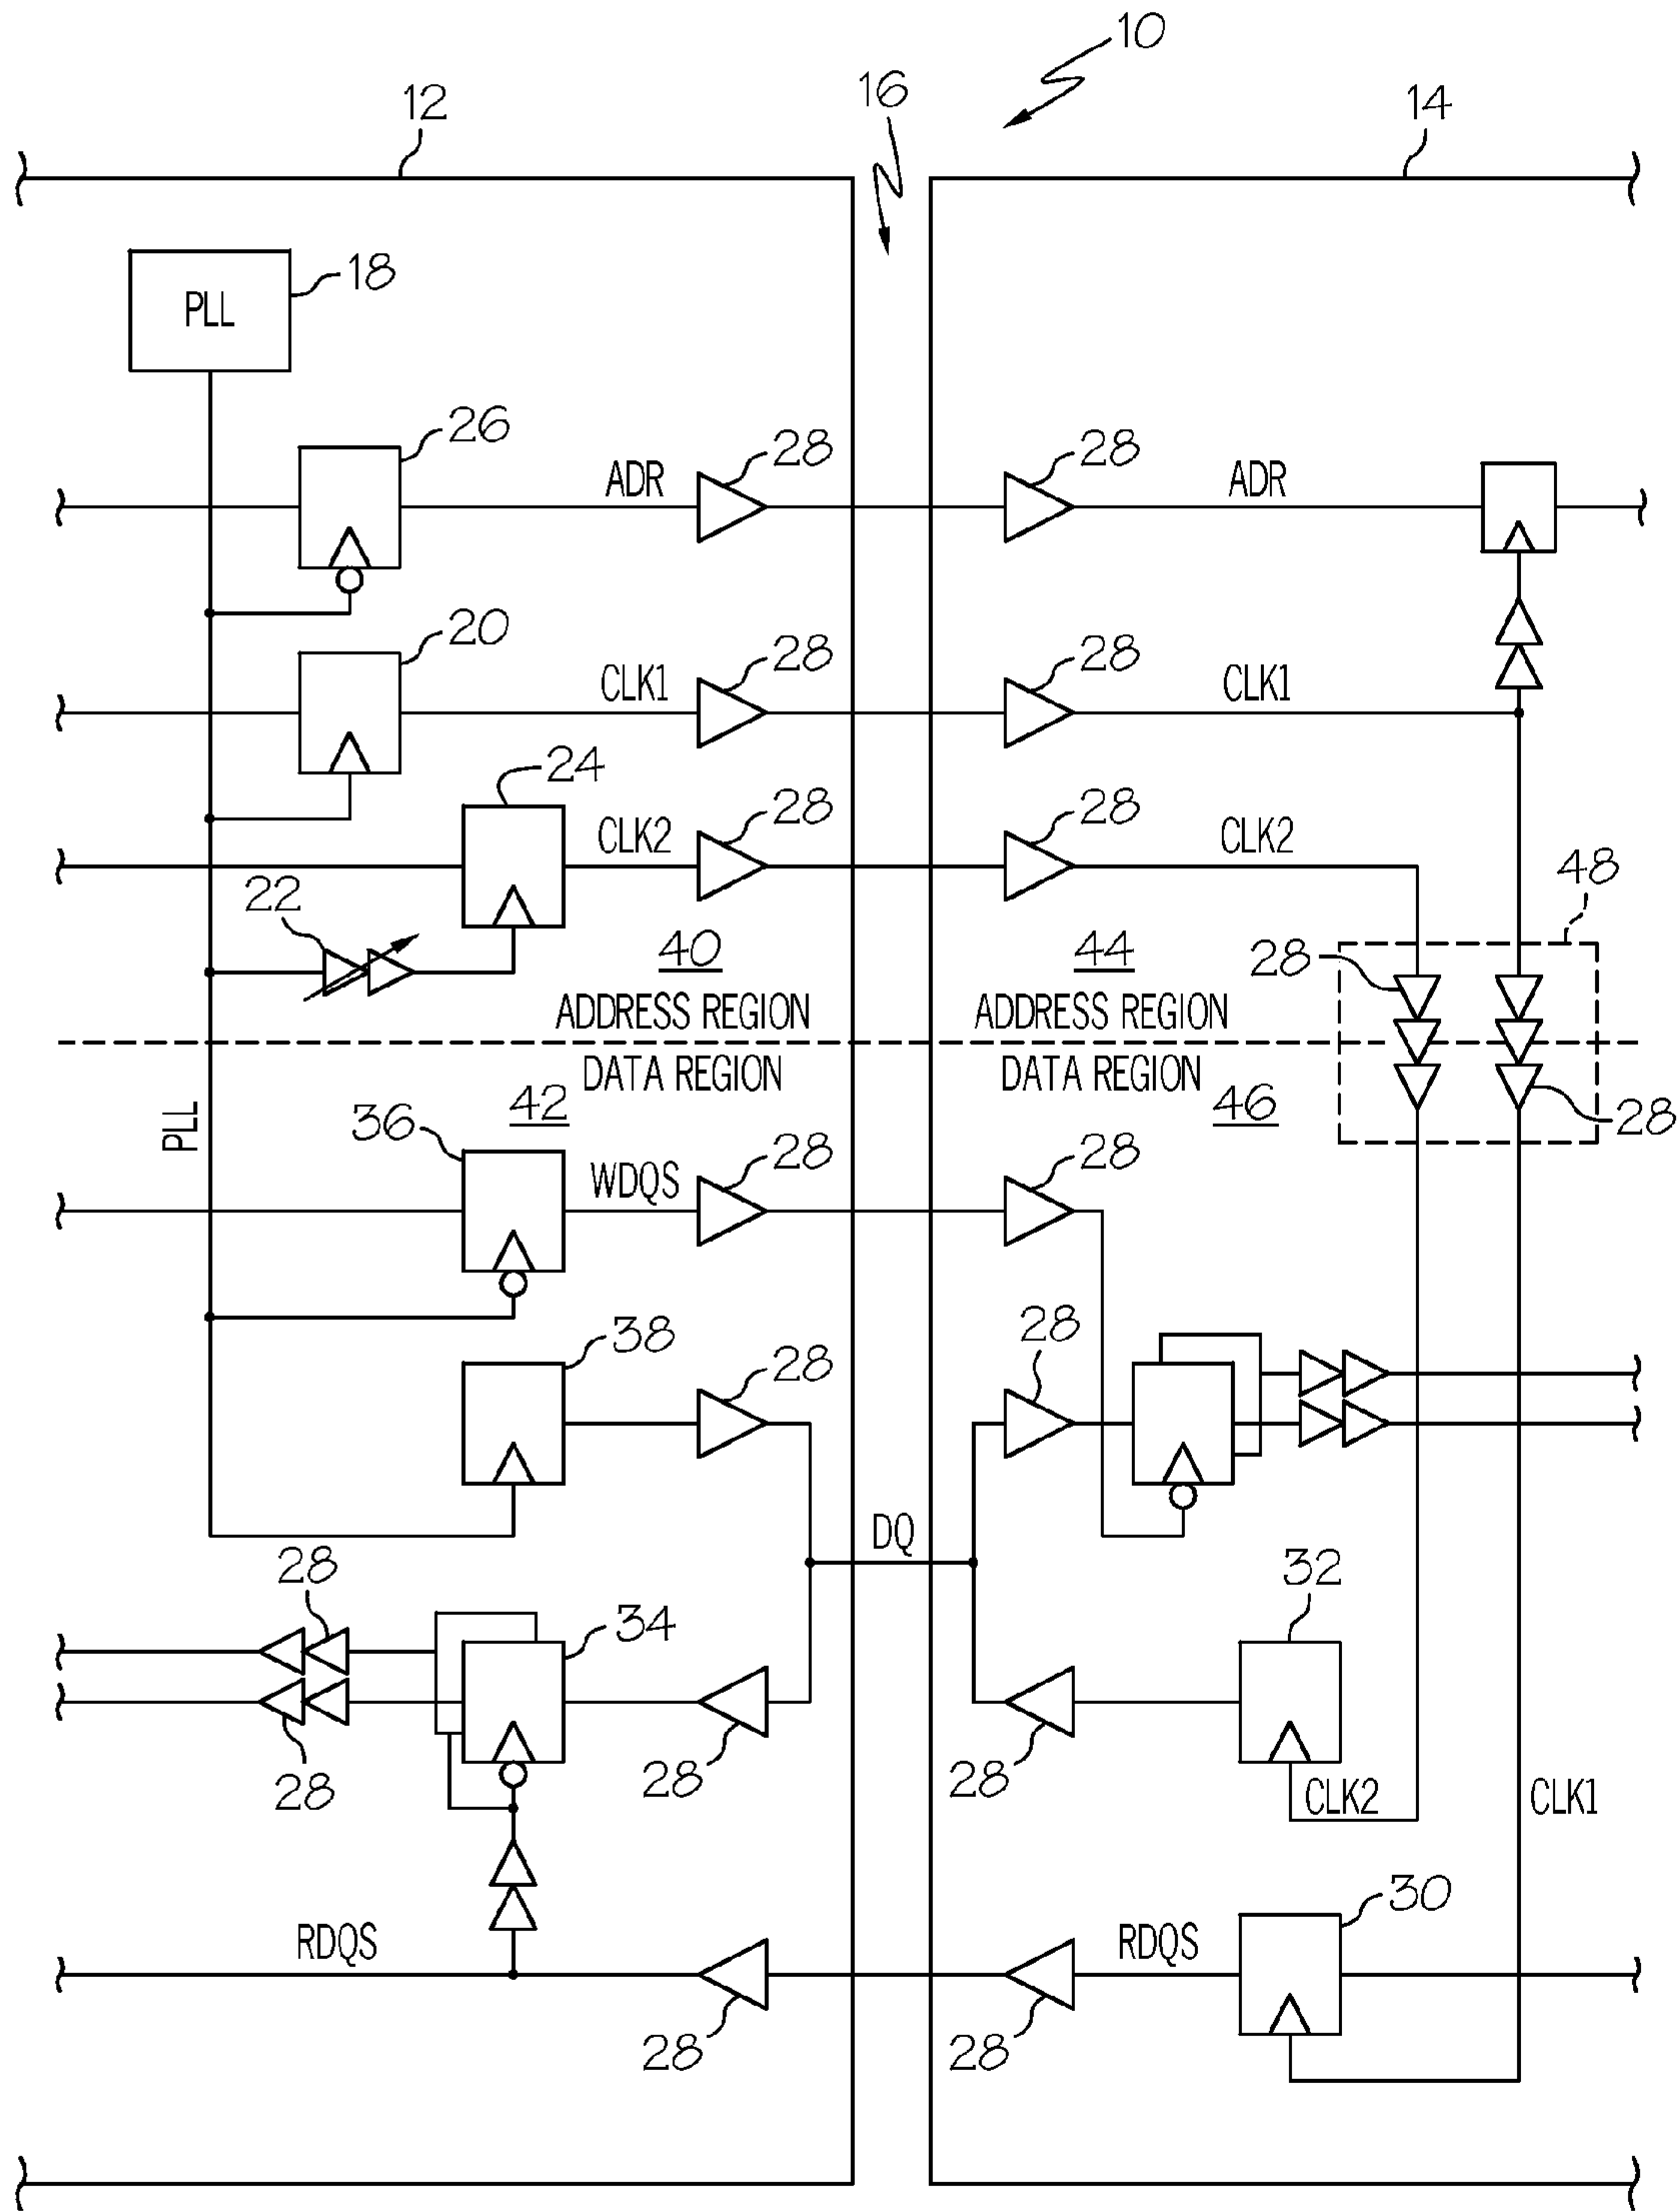 10
12
16
14
PLL
18
26
ADR
28
28
ADR
20
CLK1
28
28
CLK1
24
CLK2
28
28
CLK2
48
22
40
44
28
ADDRESS REGION
ADDRESS REGION
DATA REGION
DATA REGION
PLL
36
42
46
28
WDQS
28
28
38
28
28
DQ
28
34
32
28
28
28
CLK2
CLK1
RDQS
RDQS
30
28
28